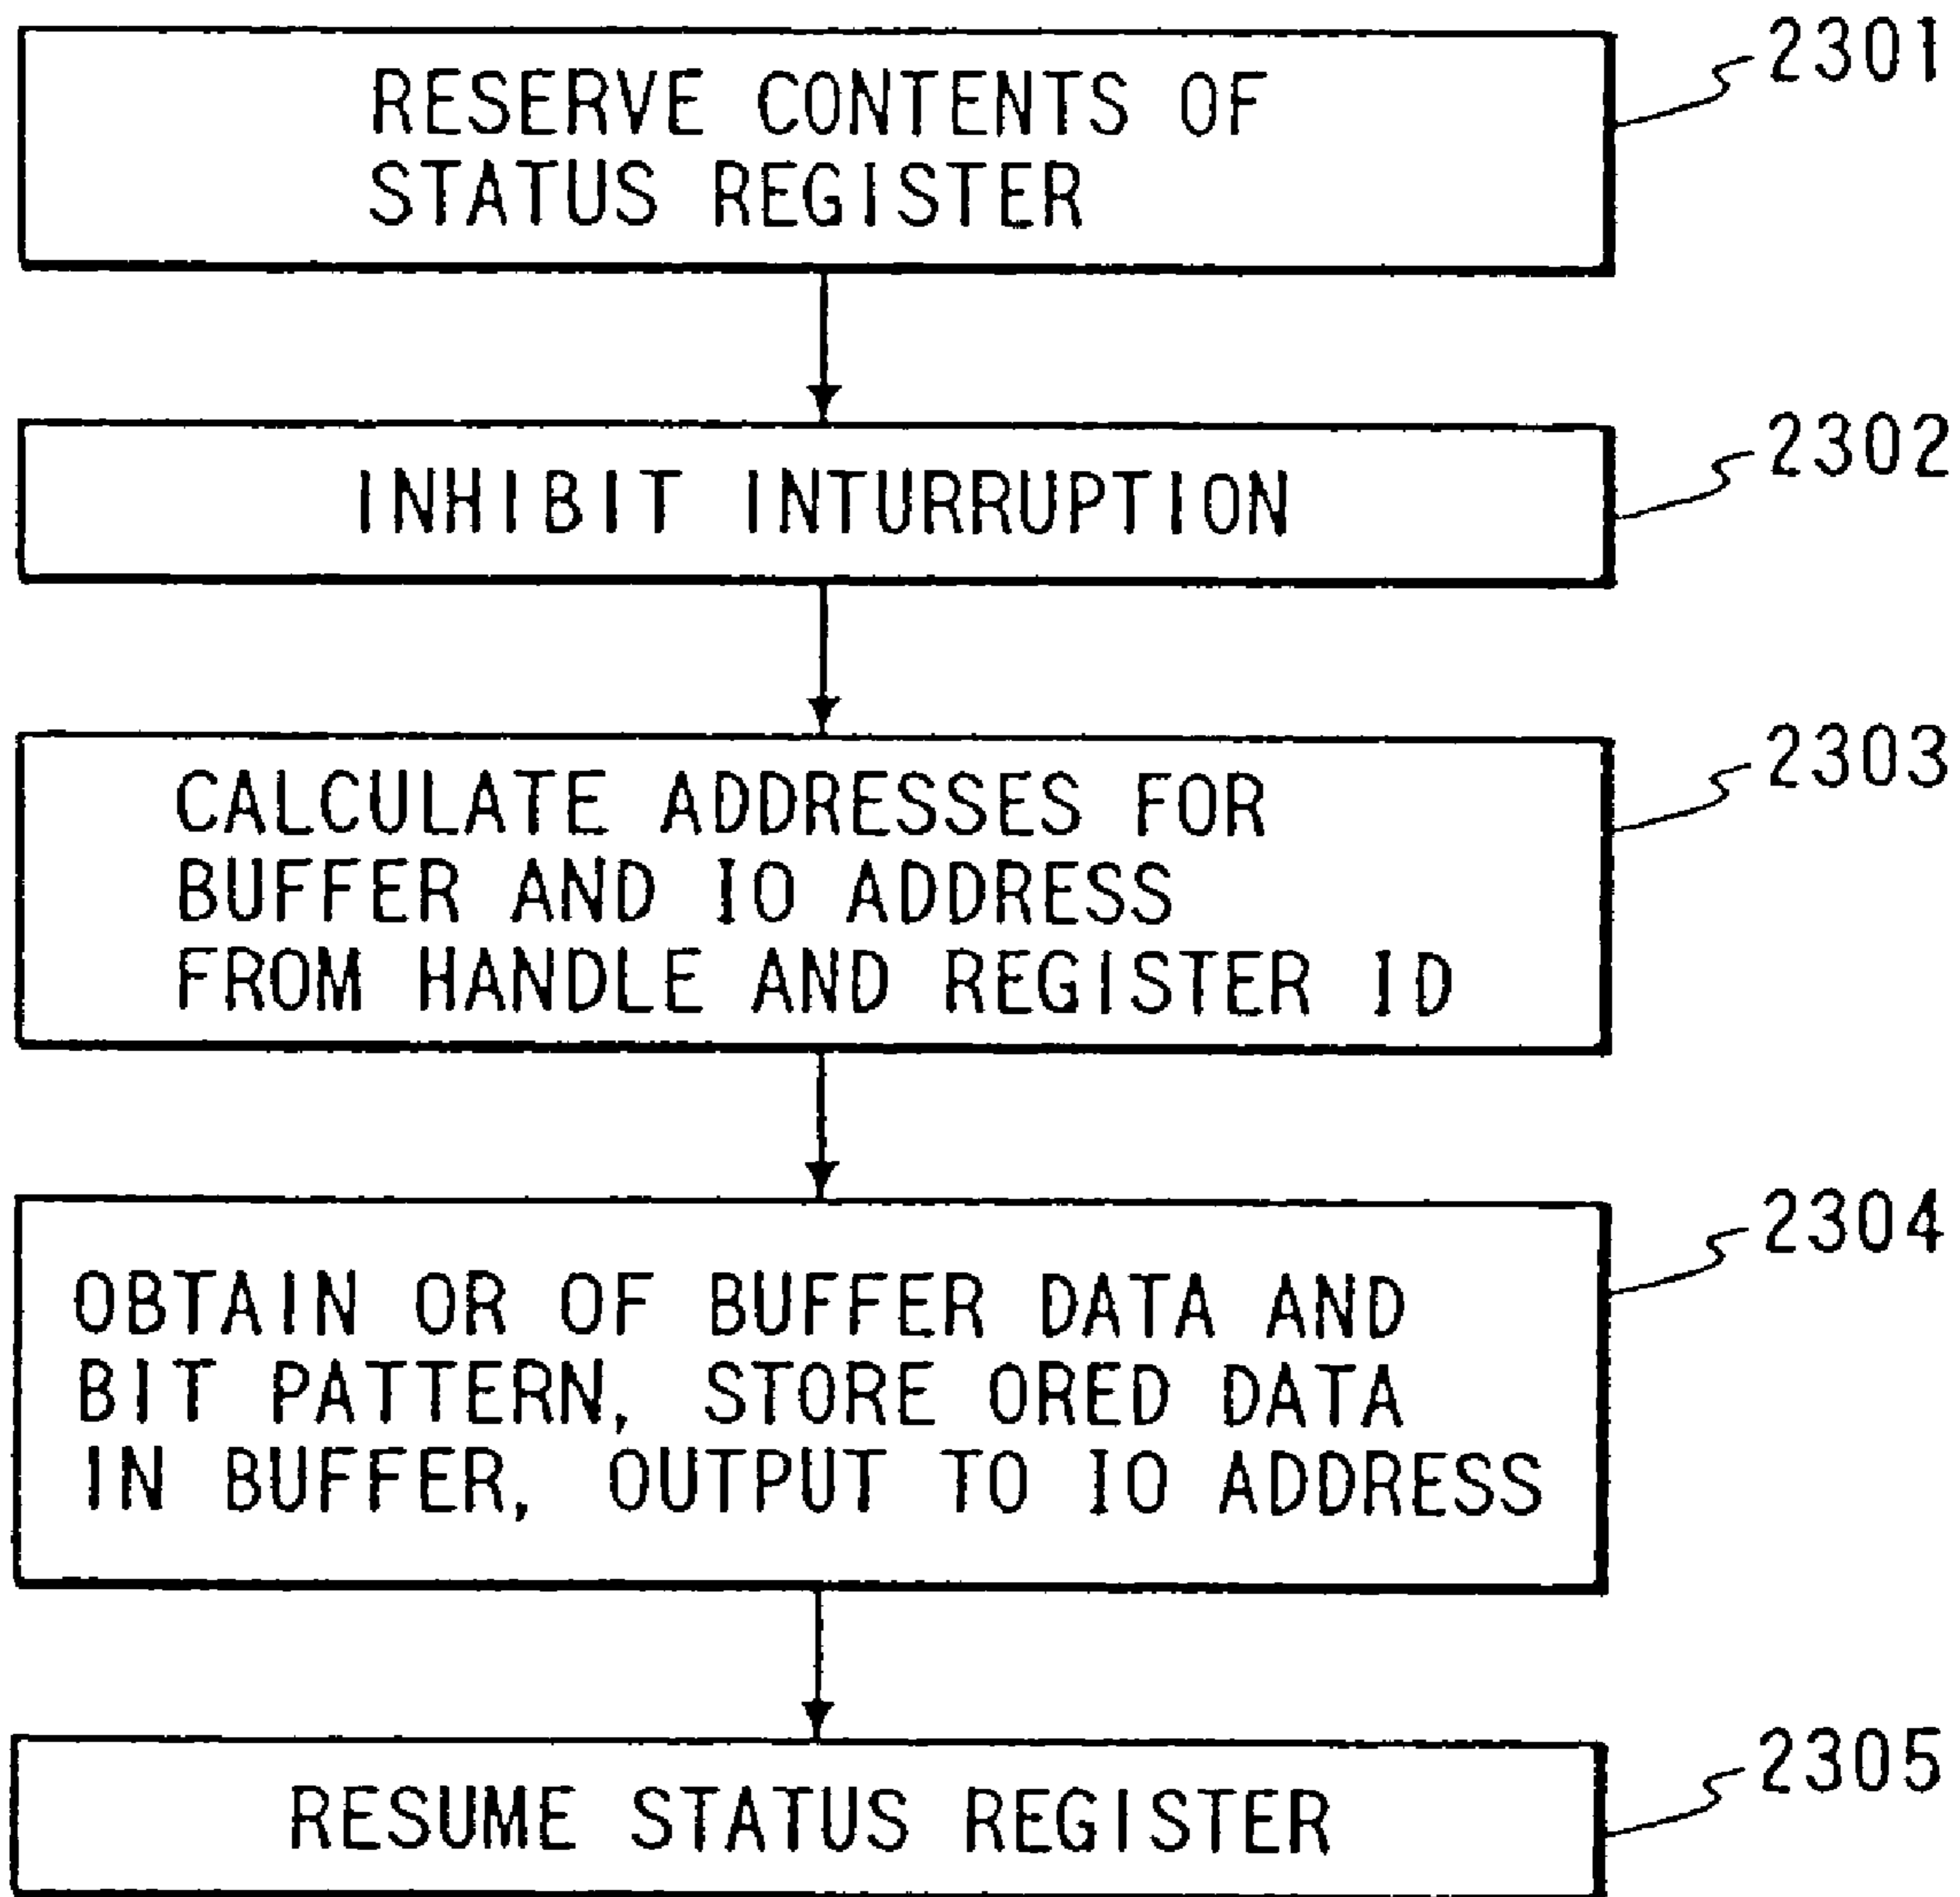 RESERVE CONTENTS OF
STATUS REGISTER
2301
INHIBIT INTURRUPTION
2302
CALCULATE ADDRESSES FOR
BUFFER AND IO ADDRESS
FROM HANDLE AND REGISTER ID
2303
OBTAIN OR OF BUFFER DATA AND
BIT PATTERN, STORE ORED DATA
IN BUFFER, OUTPUT TO IO ADDRESS
2304
RESUME STATUS REGISTER
2305